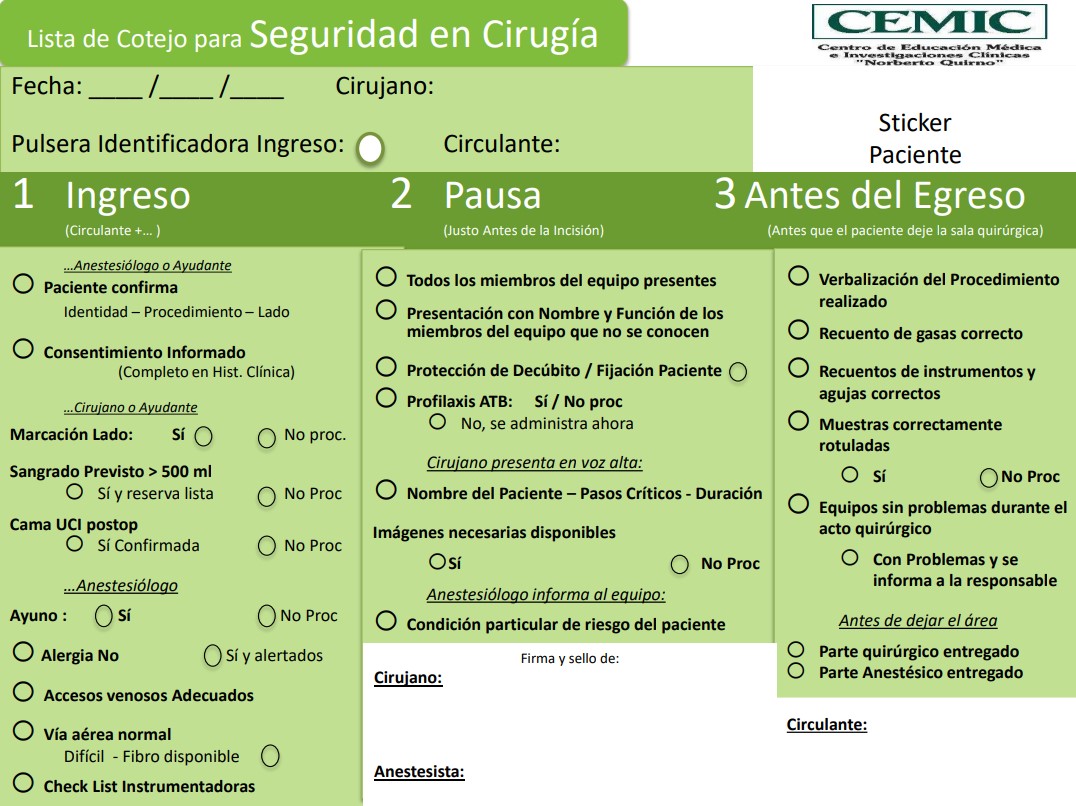 Lista de Cotejo para Seguridad en Cirugía
CEMIC
Centro de Educación Médica
e Investigaciones Clínicas
"Norberto Quirno"
Fecha: ____ /____ /____ Cirujano:
Pulsera Identificadora Ingreso: Circulante:
Sticker
Paciente
1 Ingreso
(Circulante +... )
...Anestesiólogo o Ayudante
Paciente confirma
Identidad – Procedimiento – Lado
Consentimiento Informado
(Completo en Hist. Clínica)
...Cirujano o Ayudante
Marcación Lado: Sí No proc.
Sangrado Previsto > 500 ml
Sí y reserva lista No Proc
Cama UCI postop
Sí Confirmada No Proc
...Anestesiólogo
Ayuno : Sí No Proc
Alergia No Sí y alertados
Accesos venosos Adecuados
Vía aérea normal
Difícil - Fibro disponible
Check List Instrumentadoras
2 Pausa
(Justo Antes de la Incisión)
Todos los miembros del equipo presentes
Presentación con Nombre y Función de los
miembros del equipo que no se conocen
Protección de Decúbito / Fijación Paciente
Profilaxis ATB: Sí / No proc
No, se administra ahora
Cirujano presenta en voz alta:
Nombre del Paciente – Pasos Críticos - Duración
Imágenes necesarias disponibles
Sí No Proc
Anestesiólogo informa al equipo:
Condición particular de riesgo del paciente
Firma y sello de:
Cirujano:
Anestesista:
3 Antes del Egreso
(Antes que el paciente deje la sala quirúrgica)
Verbalización del Procedimiento
realizado
Recuento de gasas correcto
Recuentos de instrumentos y
agujas correctos
Muestras correctamente
rotuladas
Sí No Proc
Equipos sin problemas durante el
acto quirúrgico
Con Problemas y se
informa a la responsable
Antes de dejar el área
Parte quirúrgico entregado
Parte Anestésico entregado
Circulante: